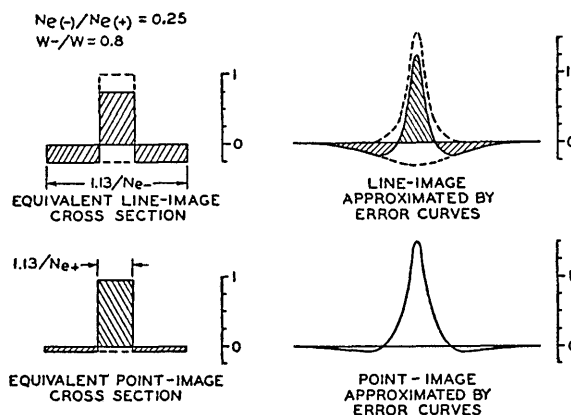 Ne(-)/Ne(+) = 0.25
W-/W = 0.8
1
0
1
0
1.13/Ne-
EQUIVALENT LINE-IMAGE
CROSS SECTION
LINE-IMAGE
APPROXIMATED BY
ERROR CURVES
1.13/Ne+
1
0
1
0
EQUIVALENT POINT-IMAGE
CROSS SECTION
POINT-IMAGE
APPROXIMATED BY
ERROR CURVES